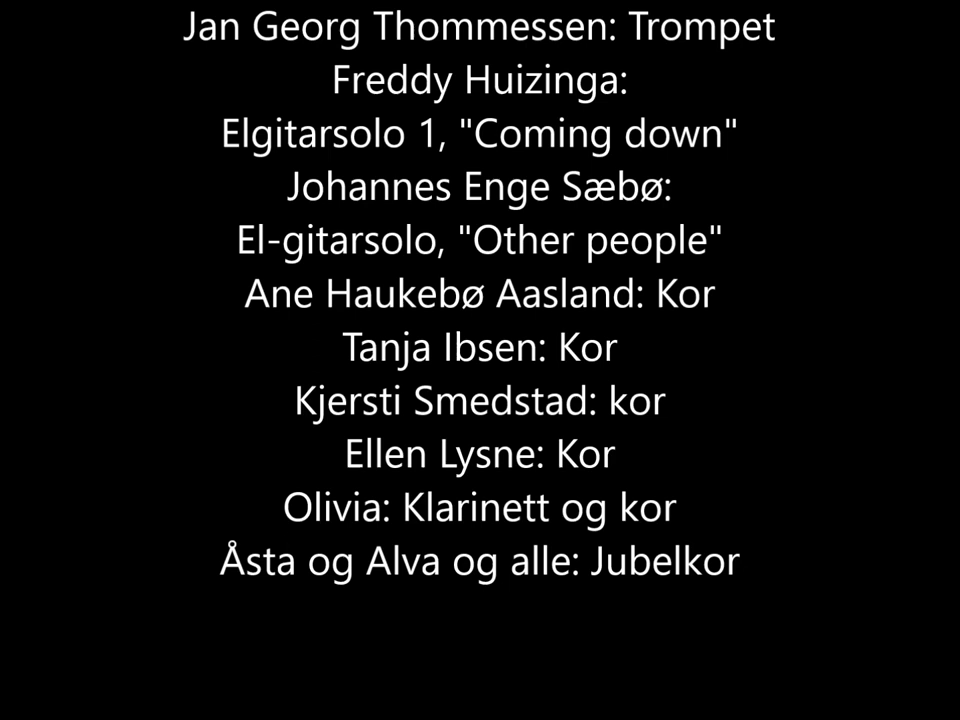 Jan Georg Thommessen: Trompet
Freddy Huizinga:
Elgitarsolo 1, "Coming down"
Johannes Enge Sæbø:
El-gitarsolo, "Other people"
Ane Haukebø Aasland: Kor
Tanja Ibsen: Kor
Kjersti Smedstad: kor
Ellen Lysne: Kor
Olivia: Klarinett og kor
Åsta og Alva og alle: Jubelkor